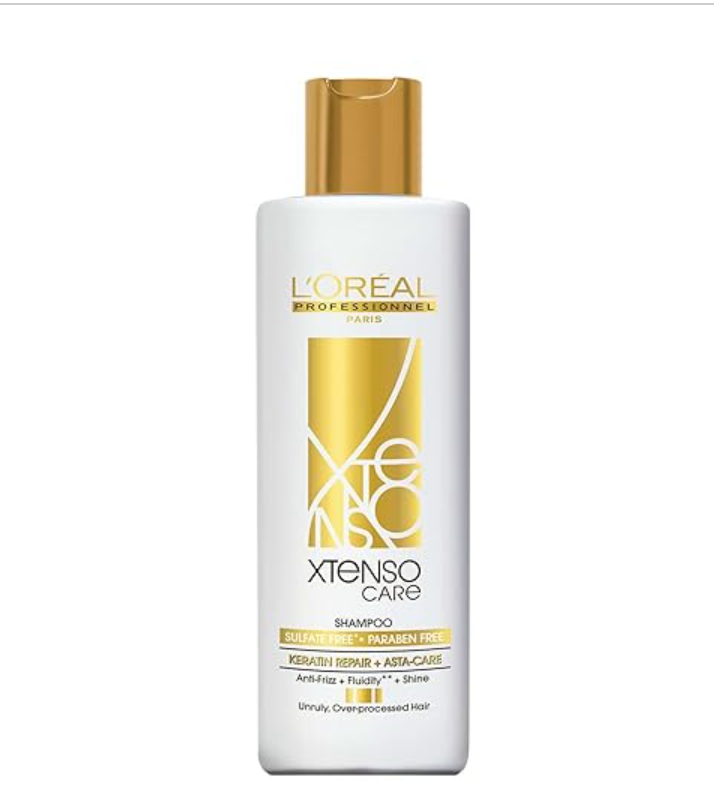 L'ORÉAL
PROFESSIONNEL
PARIS
XTENSO
XTENSO
CARE
SHAMPOO
SULFATE FREE* • PARABEN FREE
KERATIN REPAIR + ASTA-CARE
Anti-Frizz + Fluidity** + Shine
Unruly, Over-processed Hair